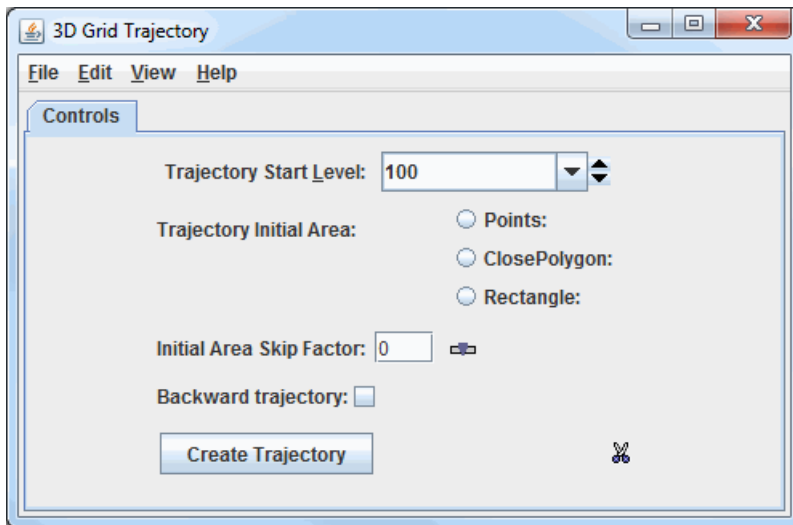 3D Grid Trajectory
File Edit View Help
Controls
Trajectory Start Level: 100
Trajectory Initial Area:
Points:
ClosePolygon:
Rectangle:
Initial Area Skip Factor: 0
Backward trajectory:
Create Trajectory